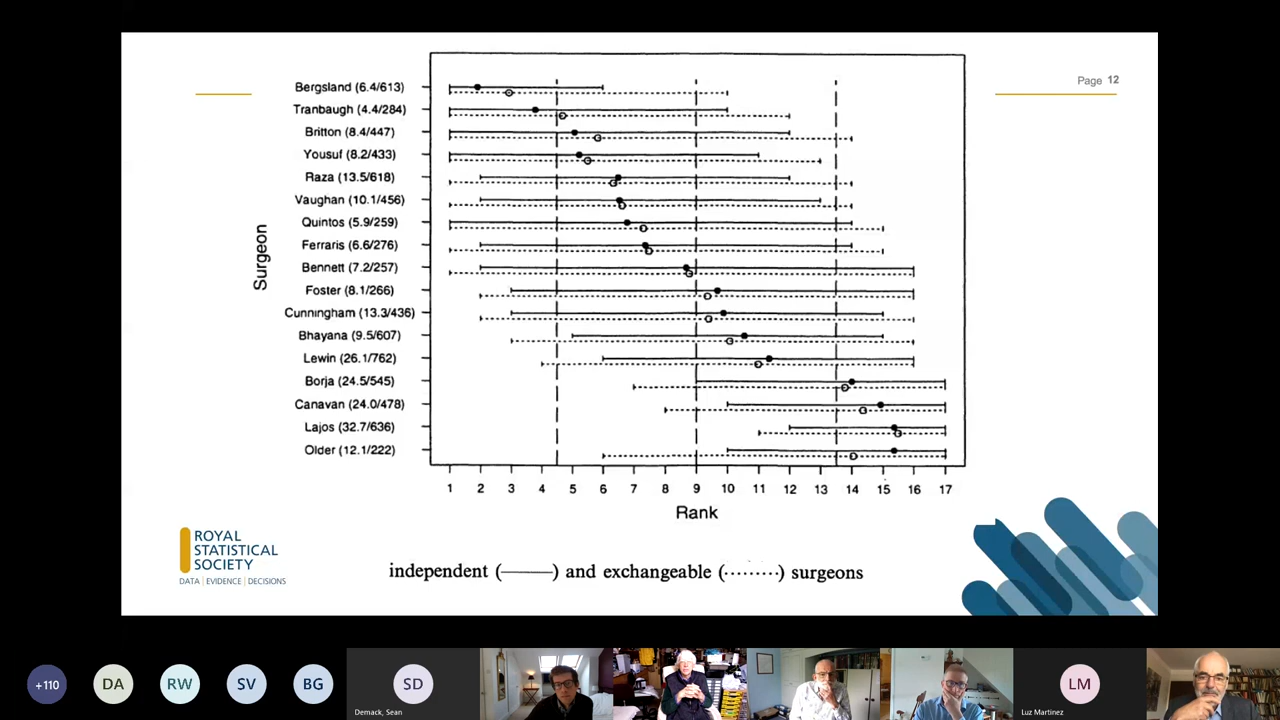 Page 12
Surgeon
Bergsland (6.4/613)
Tranbaugh (4.4/284)
Britton (8.4/447)
Yousuf (8.2/433)
Raza (13.5/618)
Vaughan (10.1/456)
Quintos (5.9/259)
Ferraris (6.6/276)
Bennett (7.2/257)
Foster (8.1/266)
Cunningham (13.3/436)
Bhayana (9.5/607)
Lewin (26.1/762)
Borja (24.5/545)
Canavan (24.0/478)
Lajos (32.7/636)
Older (12.1/222)
1 2 3 4 5 6 7 8 9 10 11 12 13 14 15 16 17
Rank
ROYAL
STATISTICAL
SOCIETY
DATA | EVIDENCE | DECISIONS
independent (——) and exchangeable (········) surgeons
+110
DA
RW
SV
BG
SD
Demack, Sean
LM
Luz Martinez